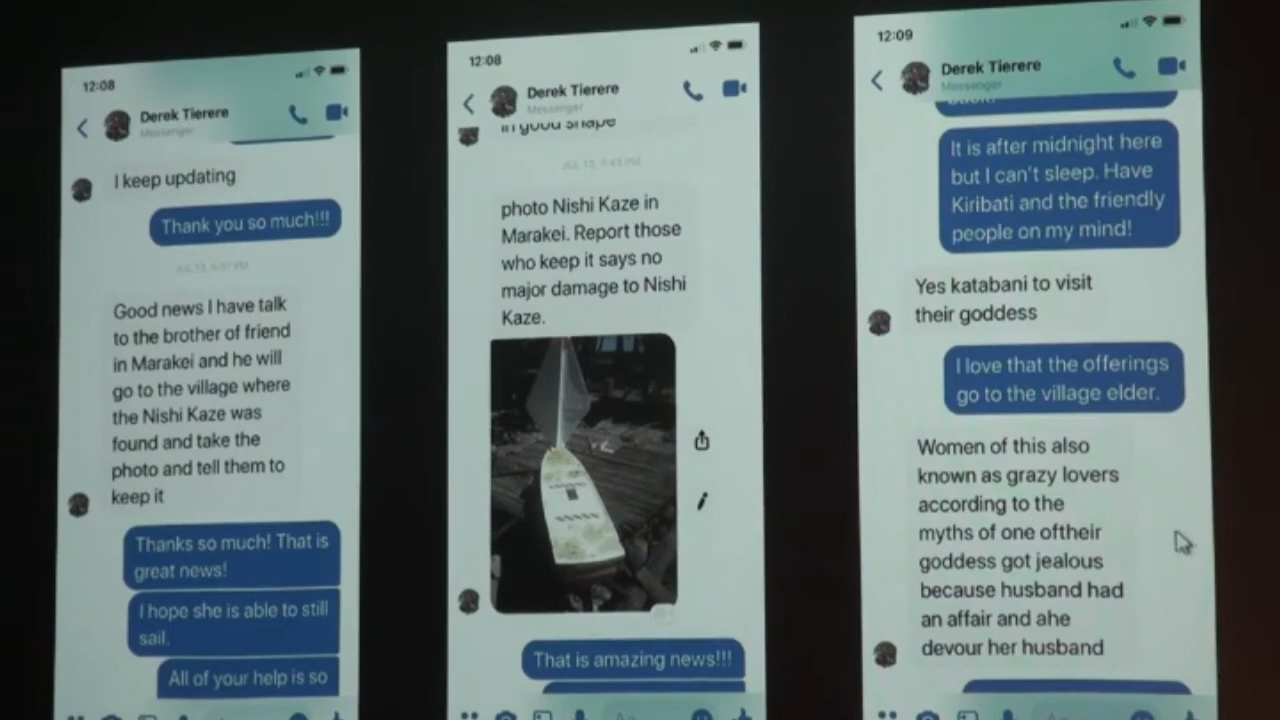 12:08
Derek Tierere
Messenger
I keep updating
Thank you so much!!!
Good news I have talk
to the brother of friend
in Marakei and he will
go to the village where
the Nishi Kaze was
found and take the
photo and tell them to
keep it
Thanks so much! That is
great news!
I hope she is able to still
sail.
All of your help is so
12:08
Derek Tierere
Messenger
in good shape
JUL 13, 7:43 PM
photo Nishi Kaze in
Marakei. Report those
who keep it says no
major damage to Nishi
Kaze.
That is amazing news!!!
Aa
12:09
Derek Tierere
Messenger
It is after midnight here
but I can't sleep. Have
Kiribati and the friendly
people on my mind!
Yes katabani to visit
their goddess
I love that the offerings
go to the village elder.
Women of this also
known as grazy lovers
according to the
myths of one oftheir
goddess got jealous
because husband had
an affair and ahe
devour her husband